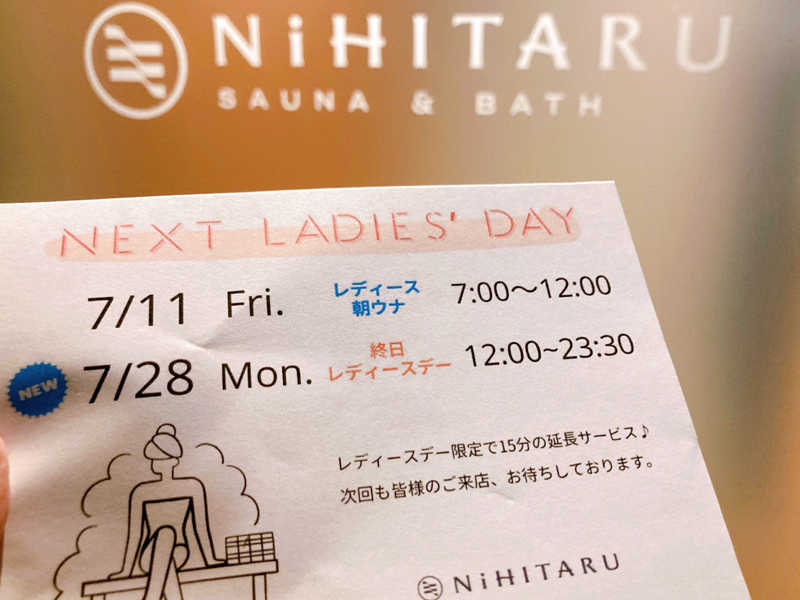 NiHITARU
SAUNA & BATH
NEXT LADIES' DAY
7/11 Fri. レディース朝ウナ 7:00〜12:00
NEW 7/28 Mon. 終日レディースデー 12:00~23:30
レディースデー限定で15分の延長サービス♪
次回も皆様のご来店、お待ちしております。
NiHITARU